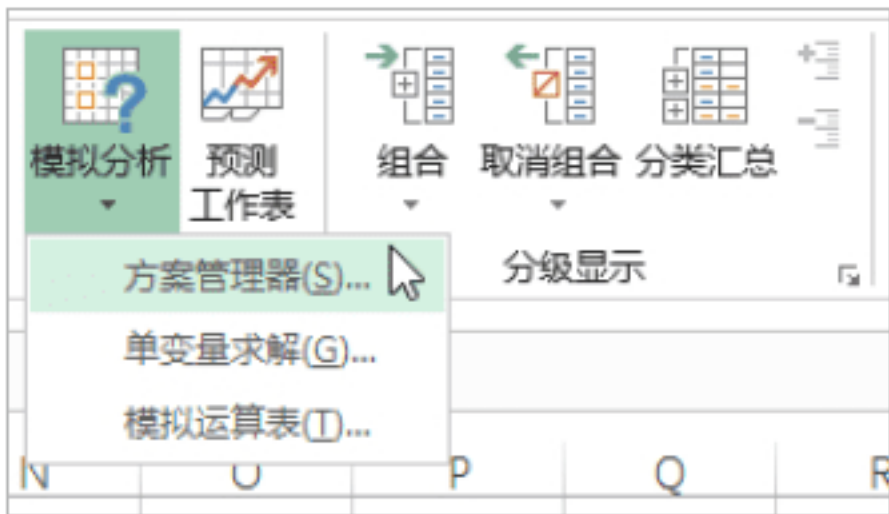 模拟分析
预测
工作表
组合
取消组合
分类汇总
分级显示
方案管理器(S)...
单变量求解(G)...
模拟运算表(T)...
N O P Q R